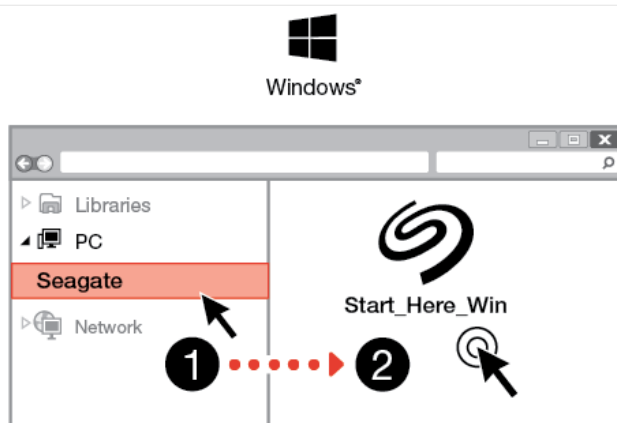 Windows®
Libraries
PC
Seagate
Start_Here_Win
Network
1
2